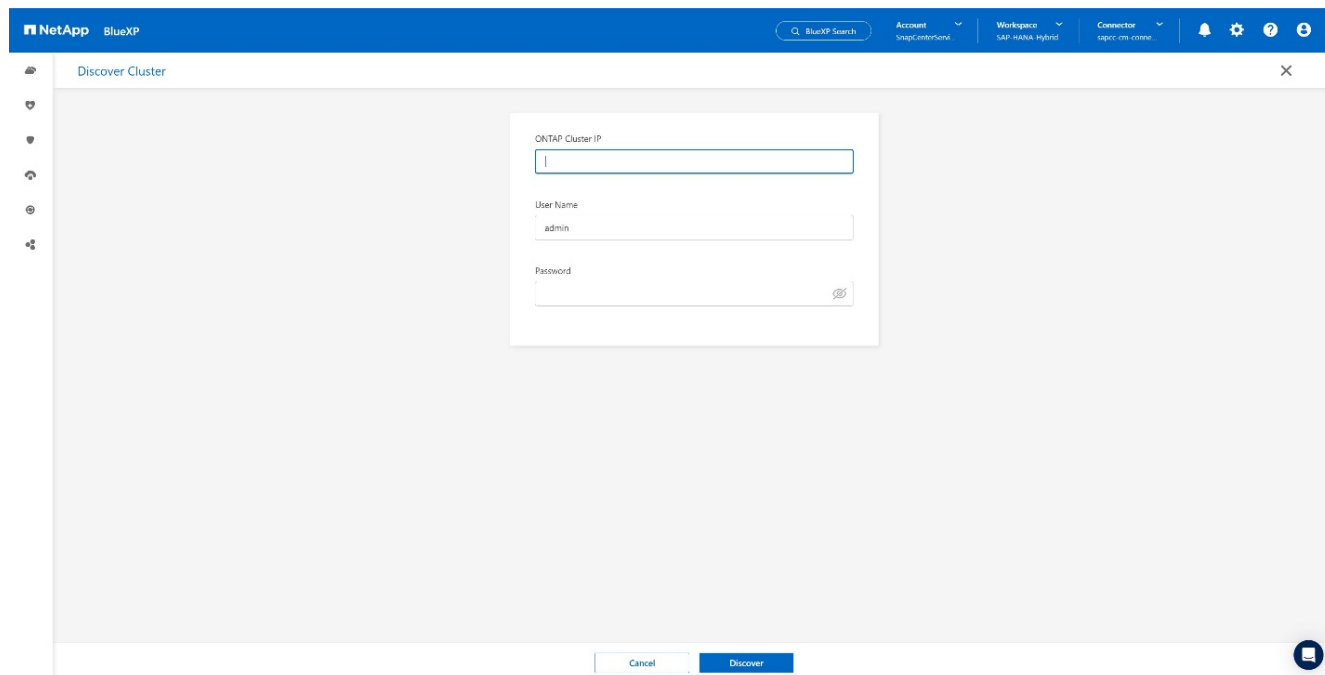 NetApp BlueXP
BlueXP Search
Account
SnapCenterServi...
Workspace
SAP-HANA-Hybrid
Connector
sapcc-cm-conne...
Discover Cluster
ONTAP Cluster IP
User Name
admin
Password
Cancel
Discover